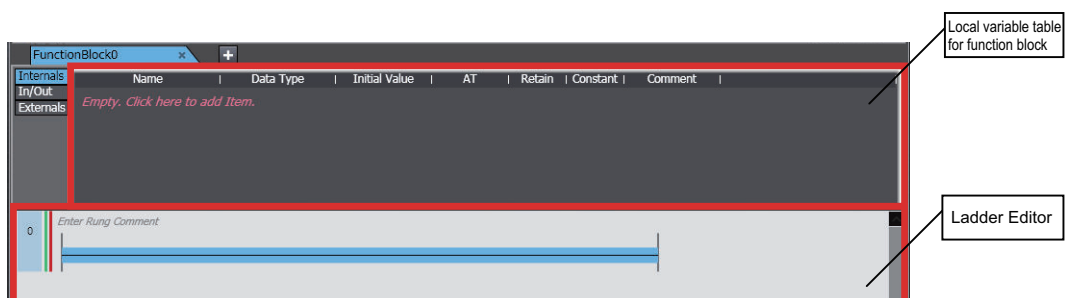 Local variable table
for function block
FunctionBlock0 × +
Internals
In/Out
Externals
Name | Data Type | Initial Value | AT | Retain | Constant | Comment |
Empty. Click here to add Item.
0
Enter Rung Comment
Ladder Editor